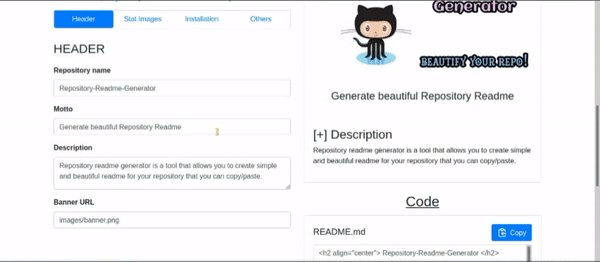 Header
Stat Images
Installation
Others
HEADER
Repository name
Repository-Readme-Generator
Motto
Generate beautiful Repository Readme
Description
Repository readme generator is a tool that allows you to create simple
and beautiful readme for your repository that you can copy/paste.
Banner URL
images/banner.png
Generator
BEAUTIFY YOUR REPO!
Generate beautiful Repository Readme
[+] Description
Repository readme generator is a tool that allows you to create simple
and beautiful readme for your repository that you can copy/paste.
Code
README.md
Copy
<h2 align="center"> Repository-Readme-Generator </h2>